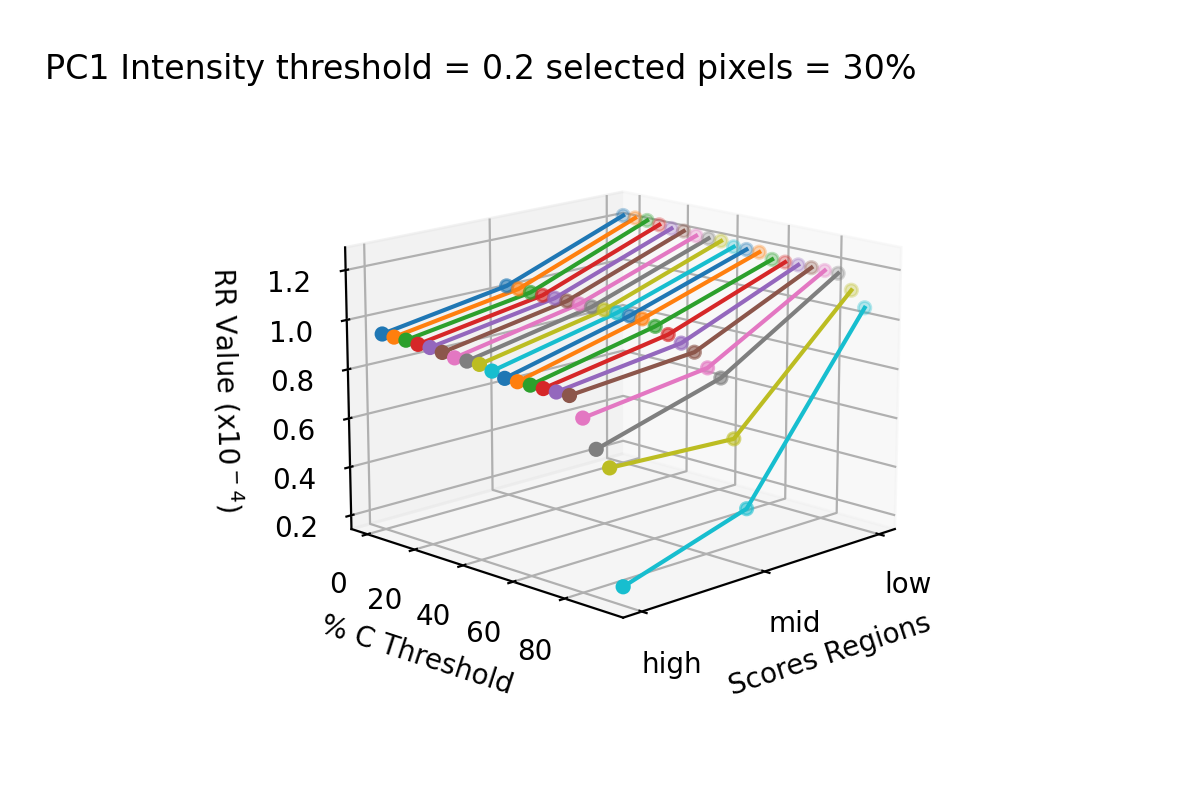 PC1 Intensity threshold = 0.2 selected pixels = 30%
RR Value (x10⁻⁴)
1.2
1.0
0.8
0.6
0.4
0.2
0
20
40
60
80
% C Threshold
high
mid
low
Scores Regions